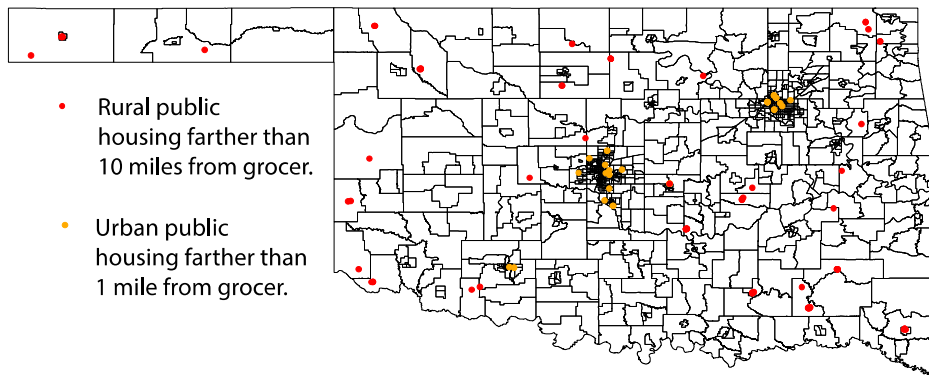 Rural public
housing farther than
10 miles from grocer.
Urban public
housing farther than
1 mile from grocer.